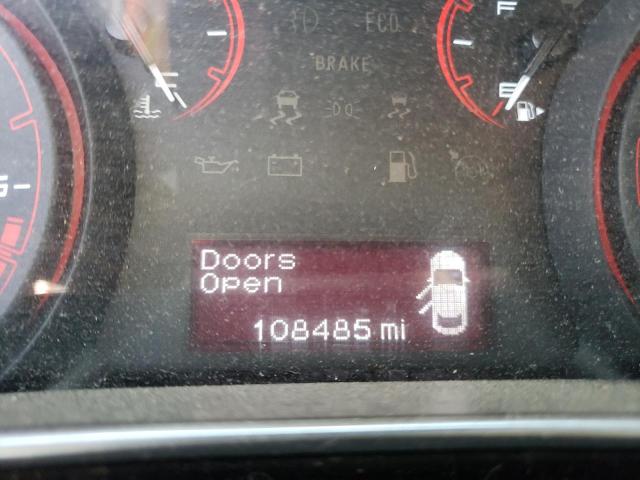 F
ECO
BRAKE
C
E
Doors
Open
108485 mi